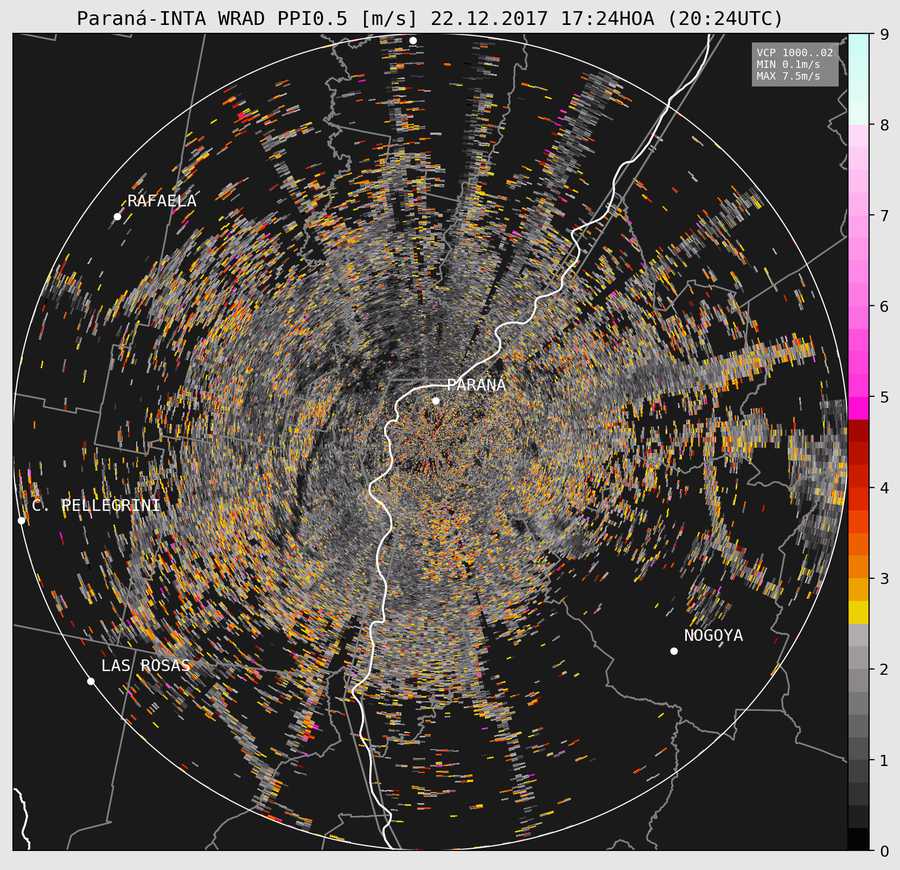 Paraná-INTA WRAD PPI0.5 [m/s] 22.12.2017 17:24HOA (20:24UTC)
VCP 1000..02
MIN 0.1m/s
MAX 7.5m/s
9
8
7
6
5
4
3
2
1
0
RAFAELA
PARANA
C. PELLEGRINI
NOGOYA
LAS ROSAS